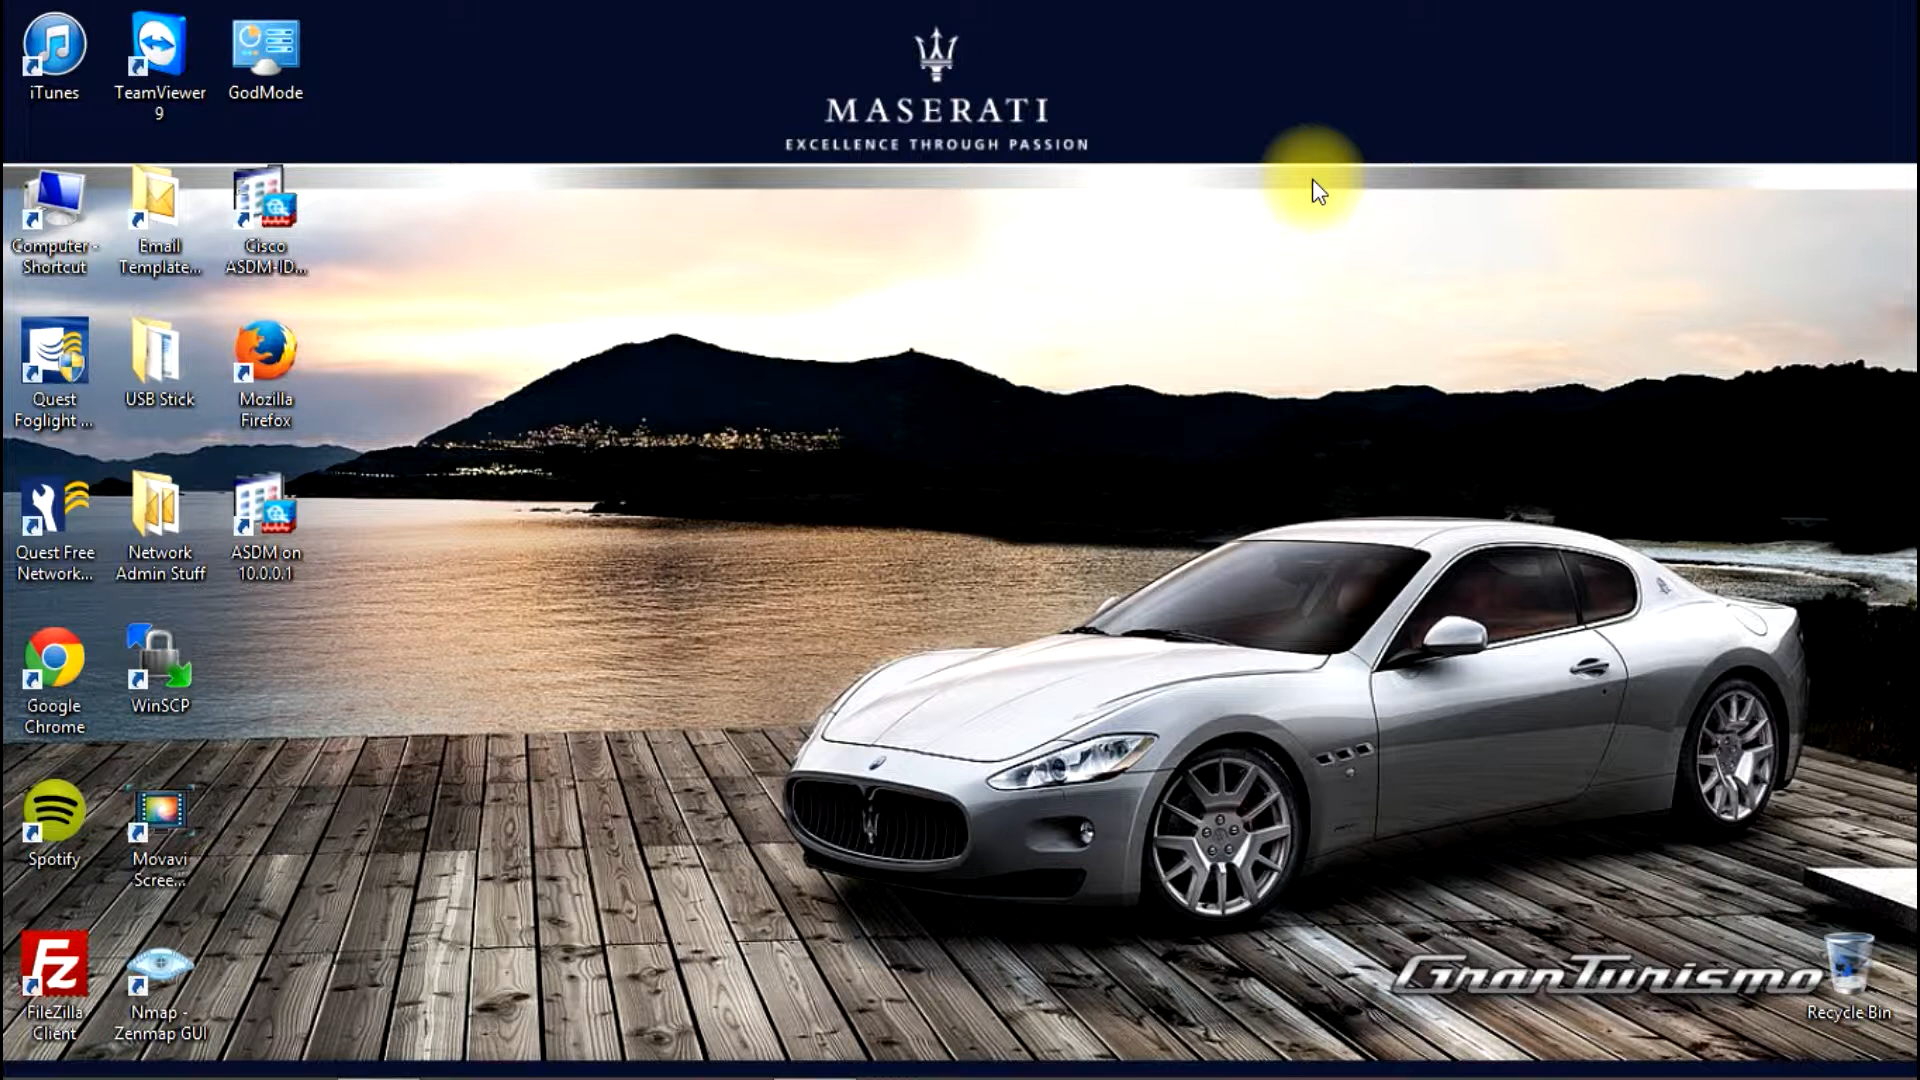 iTunes
TeamViewer
9
GodMode
MASERATI
EXCELLENCE THROUGH PASSION
Computer -
Shortcut
Email
Template...
Cisco
ASDM-ID...
Quest
Foglight ...
USB Stick
Mozilla
Firefox
Quest Free
Network...
Network
Admin Stuff
ASDM on
10.0.0.1
Google
Chrome
WinSCP
Spotify
Movavi
Scree...
FileZilla
Client
Nmap -
Zenmap GUI
GranTurismo
Recycle Bin